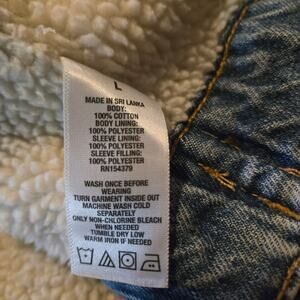 L
MADE IN SRI LANKA
BODY:
100% COTTON
BODY LINING:
100% POLYESTER
SLEEVE LINING:
100% POLYESTER
SLEEVE FILLING:
100% POLYESTER
RN154379
WASH ONCE BEFORE
WEARING
TURN GARMENT INSIDE OUT
MACHINE WASH COLD
SEPARATELY
ONLY NON-CHLORINE BLEACH
WHEN NEEDED
TUMBLE DRY LOW
WARM IRON IF NEEDED